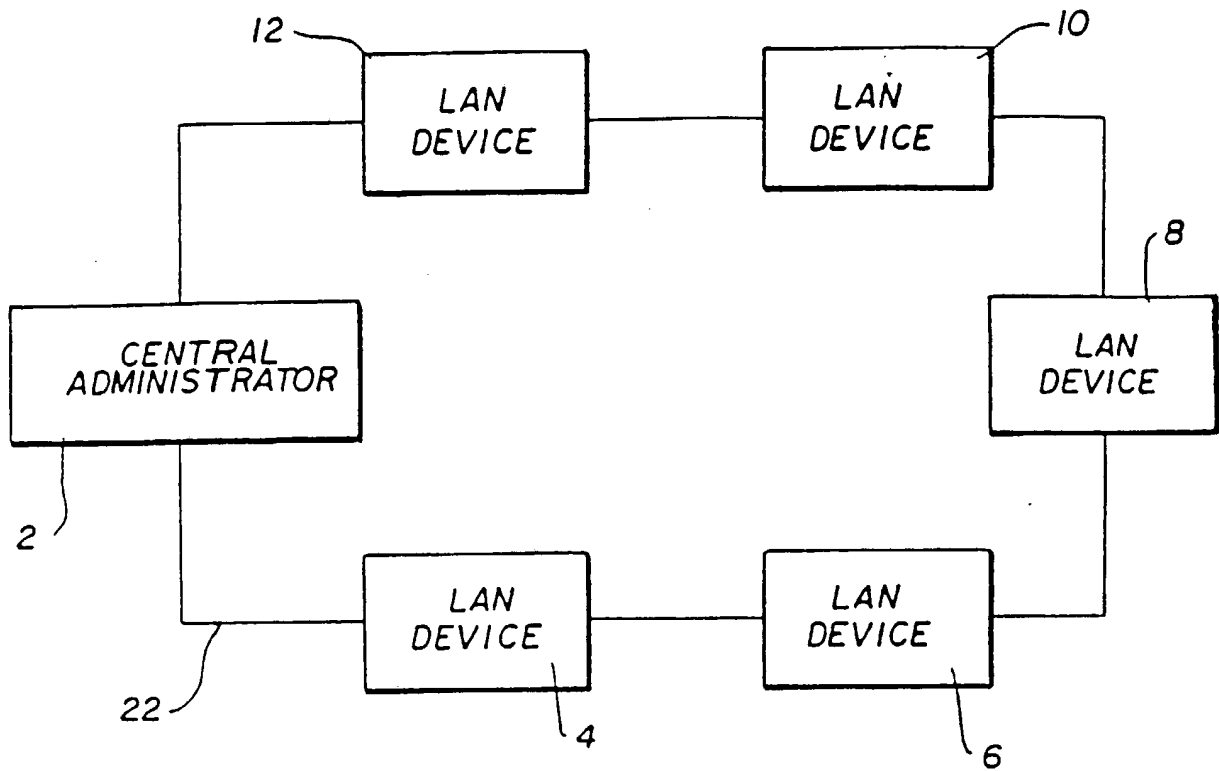 12
10
LAN
DEVICE
LAN
DEVICE
8
CENTRAL
ADMINISTRATOR
LAN
DEVICE
2
LAN
DEVICE
LAN
DEVICE
22
4
6